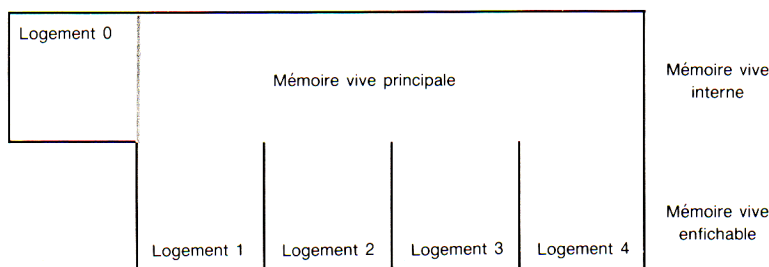 Logement 0
Mémoire vive principale
Mémoire vive
interne
Mémoire vive
enfichable
Logement 1
Logement 2
Logement 3
Logement 4